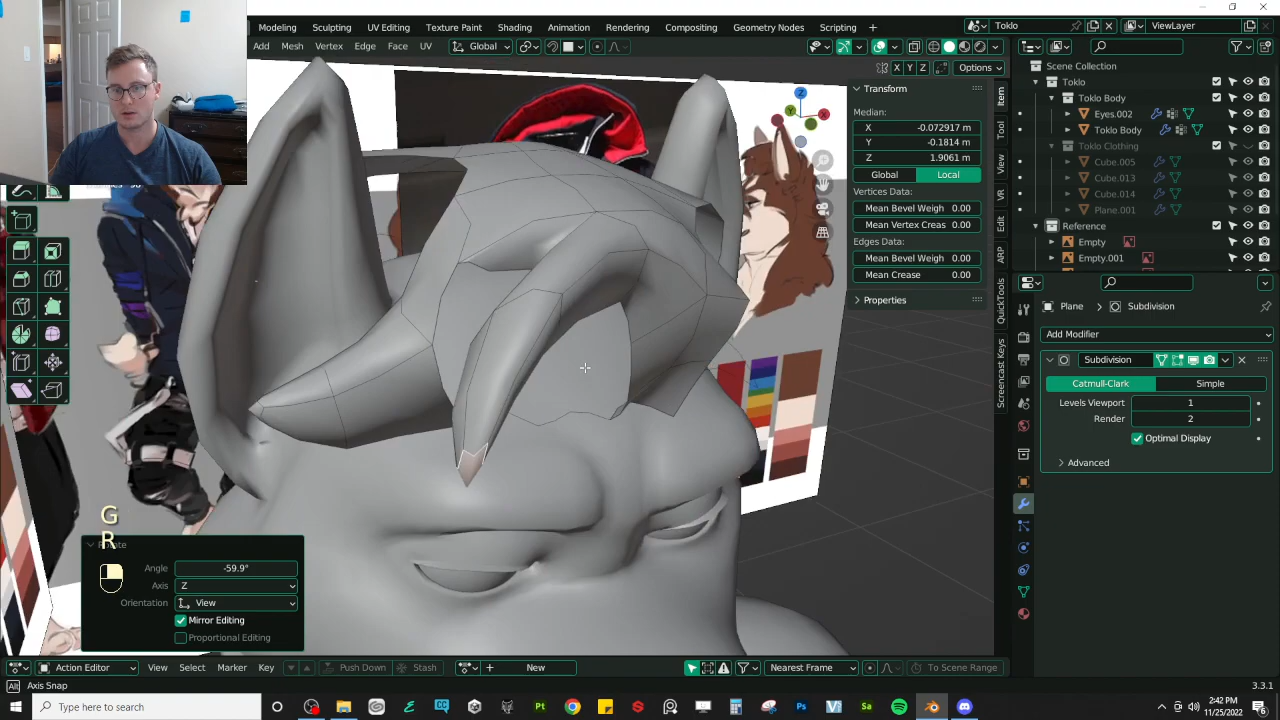 Modeling Sculpting UV Editing Texture Paint Shading Animation Rendering Compositing Geometry Nodes Scripting
Toklo
ViewLayer
Add Mesh Vertex Edge Face UV
Global
X Y Z Options
Scene Collection
Toklo
Toklo Body
Eyes.002
Toklo Body
Toklo Clothing
Cube.005
Cube.013
Cube.014
Plane.001
Reference
Empty
Empty.001
Transform
Median:
X -0.072917 m
Y -0.1814 m
Z 1.9061 m
Global Local
Vertices Data:
Mean Bevel Weigh 0.00
Mean Vertex Creas 0.00
Edges Data:
Mean Bevel Weigh 0.00
Mean Crease 0.00
Properties
Item
Tool
View
VR
Edit
ARP
QuickTools
Screencast Keys
Z
Y
X
Plane Subdivision
Add Modifier
Subdivision
Catmull-Clark Simple
Levels Viewport 1
Render 2
Optimal Display
Advanced
G
R
Angle -59.9°
Axis Z
Orientation View
Mirror Editing
Proportional Editing
Action Editor View Select Marker Key Push Down Stash New Nearest Frame To Scene Range
Alt Axis Snap
3.3.1
Type here to search
2:42 PM
11/25/2022